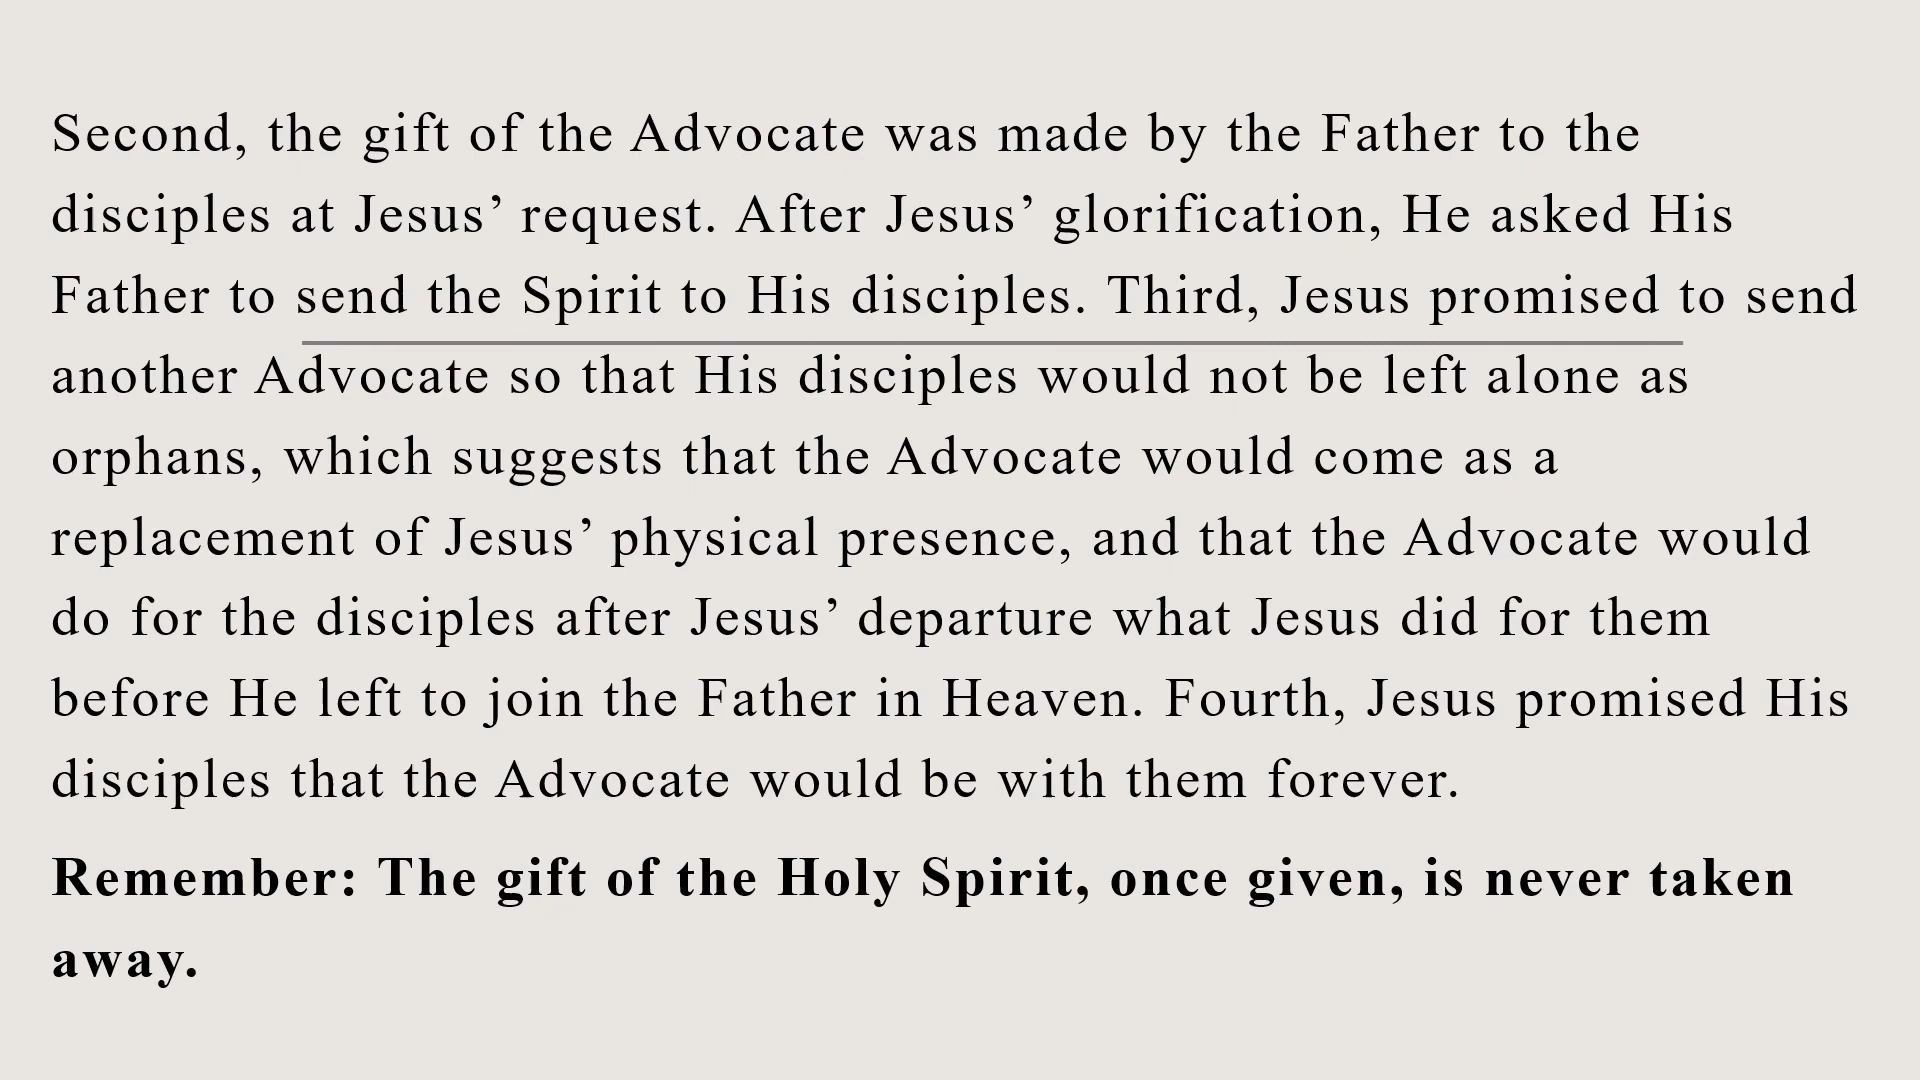 Second, the gift of the Advocate was made by the Father to the
disciples at Jesus’ request. After Jesus’ glorification, He asked His
Father to send the Spirit to His disciples. Third, Jesus promised to send
another Advocate so that His disciples would not be left alone as
orphans, which suggests that the Advocate would come as a
replacement of Jesus’ physical presence, and that the Advocate would
do for the disciples after Jesus’ departure what Jesus did for them
before He left to join the Father in Heaven. Fourth, Jesus promised His
disciples that the Advocate would be with them forever.
Remember: The gift of the Holy Spirit, once given, is never taken
away.